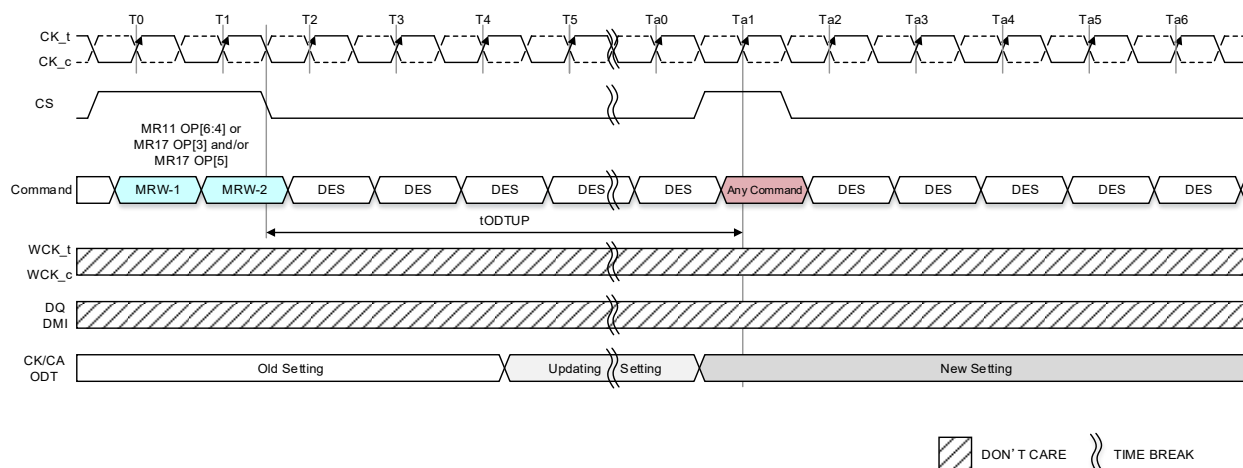 T0 T1 T2 T3 T4 T5 Ta0 Ta1 Ta2 Ta3 Ta4 Ta5 Ta6
CK_t
CK_c
CS
MR11 OP[6:4] or
MR17 OP[3] and/or
MR17 OP[5]
Command MRW-1 MRW-2 DES DES DES DES DES Any Command DES DES DES DES DES
tODTUP
WCK_t
WCK_c
DQ
DMI
CK/CA
ODT
Old Setting Updating Setting New Setting
DON'T CARE TIME BREAK